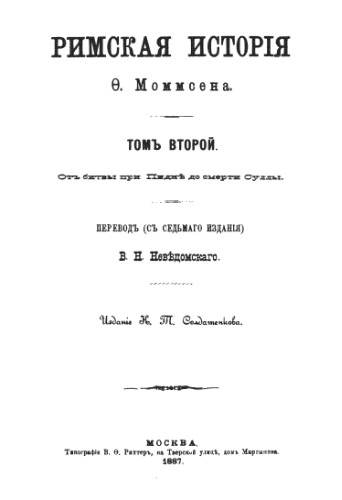 РИМСКАЯ ИСТОРІЯ
Ѳ. Моммсена.
ТОМЪ ВТОРОЙ.
Отъ битвы при Пиднѣ до смерти Суллы.
ПЕРЕВОДЪ (СЪ СЕДЬМАГО ИЗДАНІЯ)
В. Н. Невѣдомскаго.
Изданіе К. Т. Солдатенкова.
МОСКВА.
Типографія В. Ѳ. Рихтеръ, на Тверской улицѣ, домъ Мартынова.
1887.